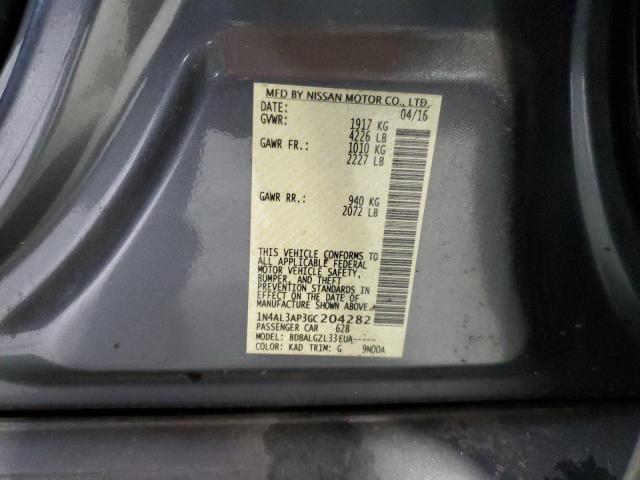 MFD BY NISSAN MOTOR CO., LTD.
DATE: 04/16
GVWR: 1917 KG
4226 LB
GAWR FR.: 1010 KG
2227 LB
GAWR RR.: 940 KG
2072 LB
THIS VEHICLE CONFORMS TO
ALL APPLICABLE FEDERAL
MOTOR VEHICLE SAFETY,
BUMPER, AND THEFT
PREVENTION STANDARDS IN
EFFECT ON THE DATE OF
MANUFACTURE SHOWN ABOVE.
1N4AL3AP3GC204282
PASSENGER CAR 628
MODEL: BDBALGZL33EUA-----
COLOR: KAD TRIM: G 9N00A